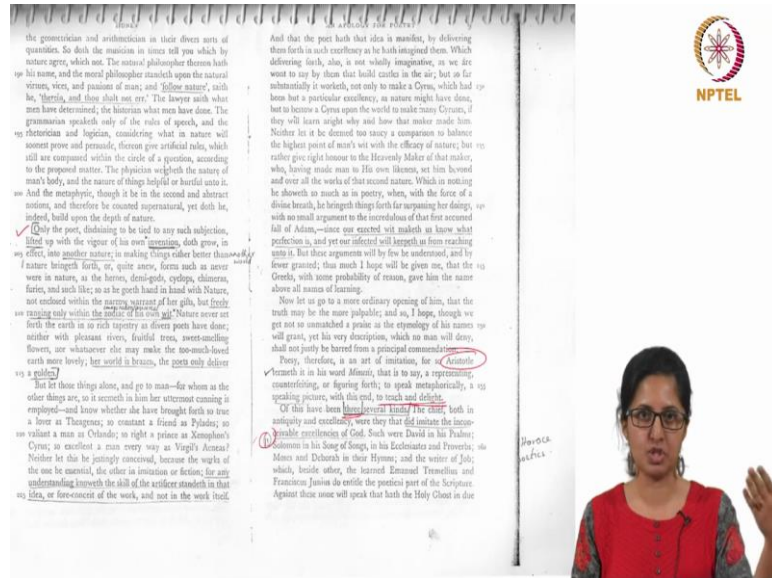 SIDNEY
the geometrician and arithmetician in their divers sorts of
quantities. So doth the musician in times tell you which by
nature agree, which not. The natural philosopher thereon hath
190 his name, and the moral philosopher standeth upon the natural
virtues, vices, and passions of man; and 'follow nature', saith
he, 'therein, and thou shalt not err.' The lawyer saith what
men have determined; the historian what men have done. The
grammarian speaketh only of the rules of speech, and the
195 rhetorician and logician, considering what in nature will
soonest prove and persuade, thereon give artificial rules, which
still are compassed within the circle of a question, according
to the proposed matter. The physician weigheth the nature of
man's body, and the nature of things helpful or hurtful unto it.
200 And the metaphysic, though it be in the second and abstract
notions, and therefore be counted supernatural, yet doth he,
indeed, build upon the depth of nature.
Only the poet, disdaining to be tied to any such subjection,
lifted up with the vigour of his own invention, doth grow, in
205 effect, into another nature; in making things either better than
another world
nature bringeth forth, or, quite anew, forms such as never
were in nature, as the heroes, demi-gods, cyclops, chimeras,
furies, and such like; so as he goeth hand in hand with Nature,
not enclosed within the narrow warrant of her gifts, but freely
210 ranging only within the zodiac of his own wit. Nature never set
forth the earth in so rich tapestry as divers poets have done;
neither with pleasant rivers, fruitful trees, sweet-smelling
flowers, nor whatsoever else may make the too-much-loved
earth more lovely; her world is brazen, the poets only deliver
215 a golden.
But let those things alone, and go to man—for whom as the
other things are, so it seemeth in him her uttermost cunning is
employed—and know whether she have brought forth so true
a lover as Theagenes; so constant a friend as Pylades; so
220 valiant a man as Orlando; so right a prince as Xenophon's
Cyrus; so excellent a man every way as Virgil's Aeneas?
Neither let this be jestingly conceived, because the works of
the one be essential, the other in imitation or fiction; for any
understanding knoweth the skill of the artificer standeth in that
225 idea, or fore-conceit of the work, and not in the work itself.
AN APOLOGY FOR POETRY
And that the poet hath that idea is manifest, by delivering
them forth in such excellency as he hath imagined them. Which
delivering forth, also, is not wholly imaginative, as we are
wont to say by them that build castles in the air; but so far
substantially it worketh, not only to make a Cyrus, which had 230
been but a particular excellency, as nature might have done,
but to bestow a Cyrus upon the world to make many Cyruses, if
they will learn aright why and how that maker made him.
Neither let it be deemed too saucy a comparison to balance
the highest point of man's wit with the efficacy of nature; but 235
rather give right honour to the Heavenly Maker of that maker,
who, having made man to His own likeness, set him beyond
and over all the works of that second nature. Which in nothing
he showeth so much as in poetry, when, with the force of a
divine breath, he bringeth things forth far surpassing her doings, 240
with no small argument to the incredulous of that first accursed
fall of Adam,—since our erected wit maketh us know what
perfection is, and yet our infected will keepeth us from reaching
unto it. But these arguments will by few be understood, and by
fewer granted; thus much I hope will be given me, that the 245
Greeks, with some probability of reason, gave him the name
above all names of learning.
Now let us go to a more ordinary opening of him, that the
truth may be the more palpable; and so, I hope, though we
get not so unmatched a praise as the etymology of his names 250
will grant, yet his very description, which no man will deny,
shall not justly be barred from a principal commendation.
Poesy, therefore, is an art of imitation, for so Aristotle
termeth it in his word Mimesis, that is to say, a representing,
counterfeiting, or figuring forth; to speak metaphorically, a 255
speaking picture, with this end, to teach and delight.
Of this have been three several kinds. The chief, both in
antiquity and excellency, were they that did imitate the incon-
ceivable excellencies of God. Such were David in his Psalms;
Solomon in his Song of Songs, in his Ecclesiastes and Proverbs; 260
Moses and Deborah in their Hymns; and the writer of Job;
which, beside other, the learned Emanuel Tremellius and
Franciscus Junius do entitle the poetical part of the Scripture.
Against these none will speak that hath the Holy Ghost in due
Horace
poetics
NPTEL